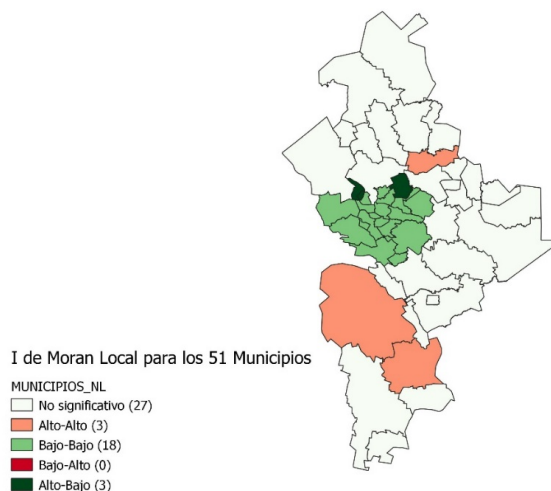 I de Moran Local para los 51 Municipios
MUNICIPIOS_NL
No significativo (27)
Alto-Alto (3)
Bajo-Bajo (18)
Bajo-Alto (0)
Alto-Bajo (3)